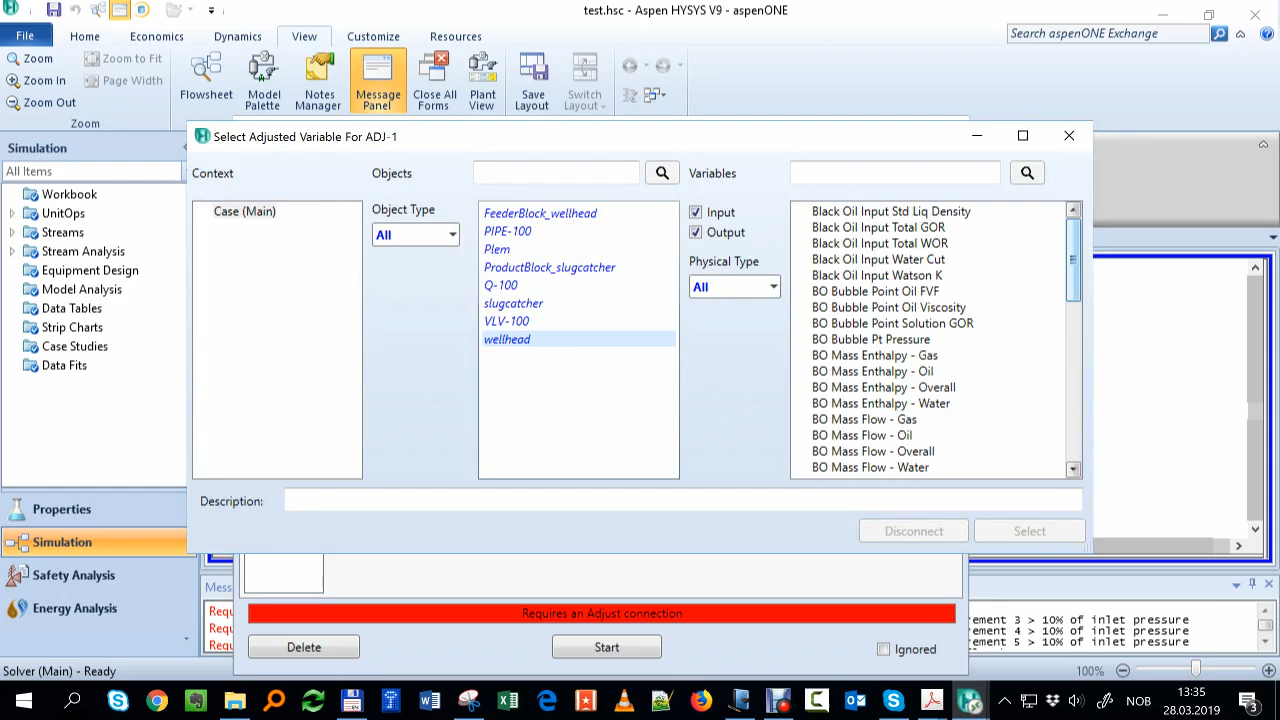 test.hsc - Aspen HYSYS V9 - aspenONE
File
Home
Economics
Dynamics
View
Customize
Resources
Search aspenONE Exchange
Zoom
Zoom In
Zoom Out
Zoom to Fit
Page Width
Zoom
Flowsheet
Model Palette
Notes Manager
Message Panel
Close All Forms
Plant View
Save Layout
Switch Layout
Simulation
All Items
Workbook
UnitOps
Streams
Stream Analysis
Equipment Design
Model Analysis
Data Tables
Strip Charts
Case Studies
Data Fits
Properties
Simulation
Safety Analysis
Energy Analysis
Solver (Main) - Ready
Select Adjusted Variable For ADJ-1
Context
Case (Main)
Objects
Object Type
All
FeederBlock_wellhead
PIPE-100
Plem
ProductBlock_slugcatcher
Q-100
slugcatcher
VLV-100
wellhead
Variables
Input
Output
Physical Type
All
Black Oil Input Std Liq Density
Black Oil Input Total GOR
Black Oil Input Total WOR
Black Oil Input Water Cut
Black Oil Input Watson K
BO Bubble Point Oil FVF
BO Bubble Point Oil Viscosity
BO Bubble Point Solution GOR
BO Bubble Pt Pressure
BO Mass Enthalpy - Gas
BO Mass Enthalpy - Oil
BO Mass Enthalpy - Overall
BO Mass Enthalpy - Water
BO Mass Flow - Gas
BO Mass Flow - Oil
BO Mass Flow - Overall
BO Mass Flow - Water
Description:
Disconnect
Select
Mes
Requ
Requ
Requ
Requires an Adjust connection
Delete
Start
Ignored
rement 3 > 10% of inlet pressure
rement 4 > 10% of inlet pressure
rement 5 > 10% of inlet pressure
100%
NOB
13:35
28.03.2019
3